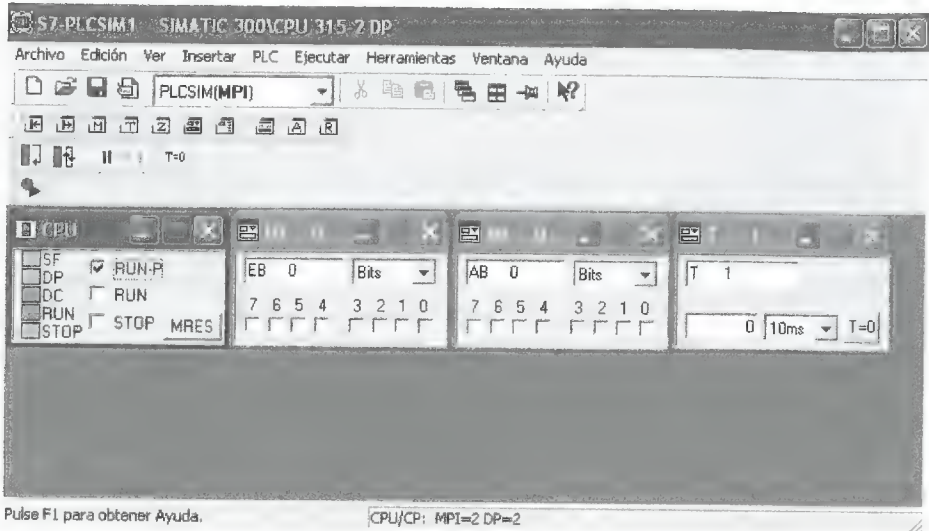 S7-PLCSIM1 SIMATIC 300\CPU 315-2 DP
Archivo Edición Ver Insertar PLC Ejecutar Herramientas Ventana Ayuda
PLCSIM(MPI)
T=0
CPU
SF
DP
DC
RUN
STOP
RUN-P
RUN
STOP MRES
EB 0 Bits
7 6 5 4 3 2 1 0
AB 0 Bits
7 6 5 4 3 2 1 0
T 1
0 10ms T=0
Pulse F1 para obtener Ayuda.
CPU/CP: MPI=2 DP=2